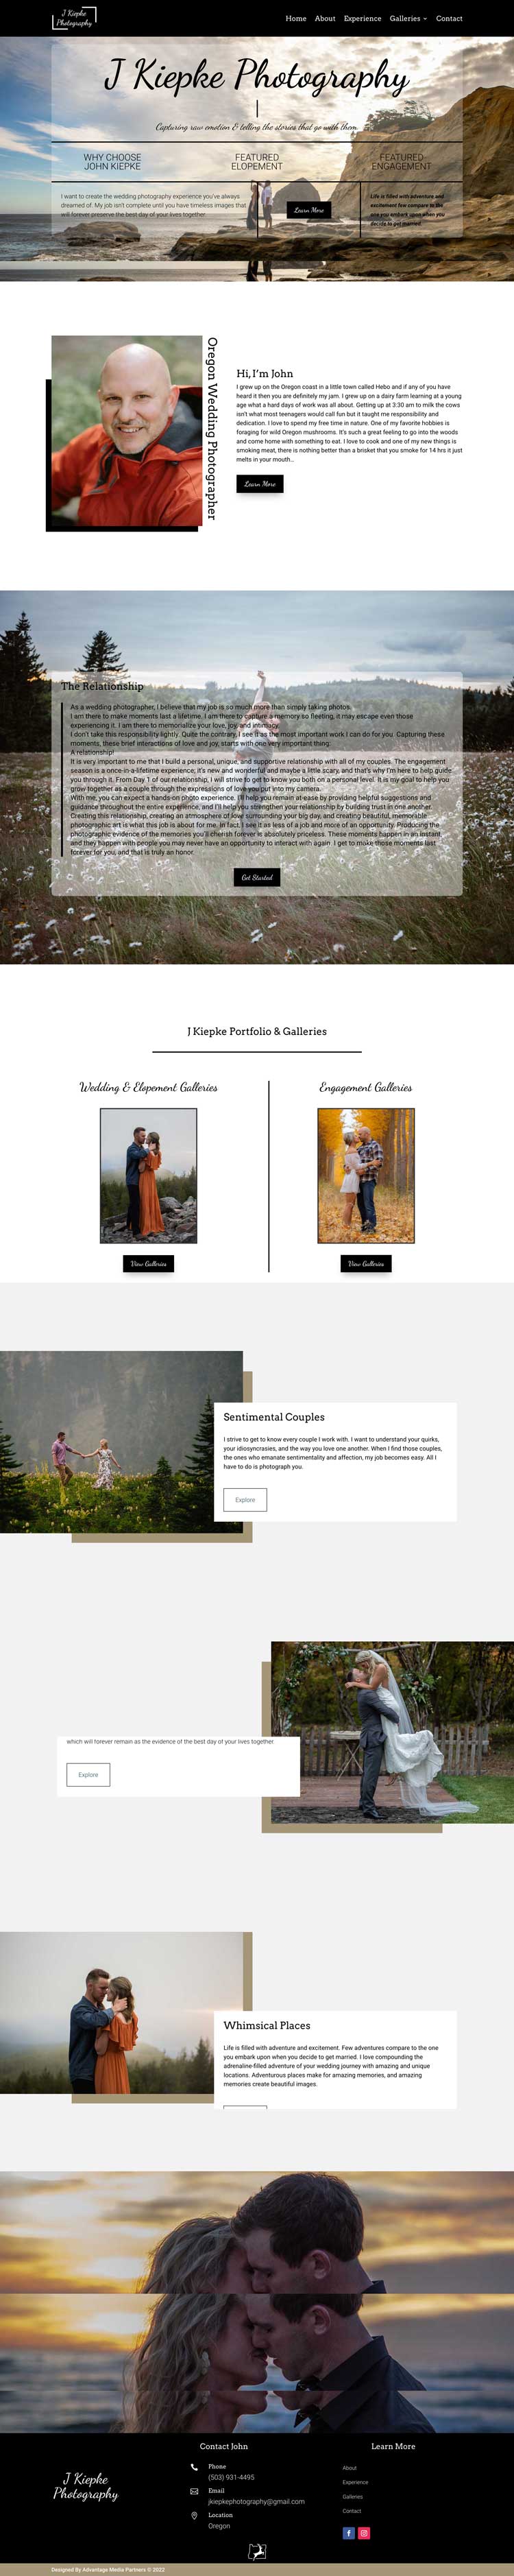 J Kiepke
Photography
Home
About
Experience
Galleries
Contact
J Kiepke Photography
Capturing raw emotion & telling the stories that go with them.
WHY CHOOSE
JOHN KIEPKE
FEATURED
ELOPEMENT
FEATURED
ENGAGEMENT
I want to create the wedding photography experience you've always
dreamed of. My job isn't complete until you have timeless images that
will forever preserve the best day of your lives together.
Learn More
Life is filled with adventure and
excitement few compare to the
one you embark upon when you
decide to get married.
Oregon Wedding Photographer
Hi, I'm John
I grew up on the Oregon coast in a little town called Hebo and if any of you have
heard it then you are definitely my jam. I grew up on a dairy farm learning at a young
age what a hard days of work was all about. Getting up at 3:30 am to milk the cows
isn't what most teenagers would call fun but it taught me responsibility and
dedication. I love to spend my free time in nature. One of my favorite hobbies is
foraging for wild Oregon mushrooms. It's such a great feeling to go into the woods
and come home with something to eat. I love to cook and one of my new things is
smoking meat, there is nothing better than a brisket that you smoke for 14 hrs it just
melts in your mouth...
Learn More
The Relationship
As a wedding photographer, I believe that my job is so much more than simply taking photos.
I am there to make moments last a lifetime. I am there to capture a memory so fleeting, it may escape even those
experiencing it. I am there to memorialize your love, joy, and intimacy.
I don't take this responsibility lightly. Quite the contrary, I see it as the most important work I can do for you. Capturing these
moments, these brief interactions of love and joy, starts with one very important thing:
A relationship!
It is very important to me that I build a personal, unique, and supportive relationship with all of my couples. The engagement
season is a once-in-a-lifetime experience, it's new and wonderful and maybe a little scary, and that's why I'm here to help guide
you through it. From Day 1 of our relationship, I will strive to get to know you both on a personal level. It is my goal to help you
grow together as a couple through the expressions of love you put into my camera.
With me, you can expect a hands-on photo experience. I'll help you remain at-ease by providing helpful suggestions and
guidance throughout the entire experience, and I'll help you strengthen your relationship by building trust in one another.
Creating this relationship, creating an atmosphere of love surrounding your big day, and creating beautiful, memorable
photographic art is what this job is about for me. In fact, I see it as less of a job and more of an opportunity. Producing the
photographic evidence of the memories you'll cherish forever is absolutely priceless. These moments happen in an instant,
and they happen with people you may never have an opportunity to interact with again. I get to make those moments last
forever for you, and that is truly an honor.
Get Started
J Kiepke Portfolio & Galleries
Wedding & Elopement Galleries
View Galleries
Engagement Galleries
View Galleries
Sentimental Couples
I strive to get to know every couple I work with. I want to understand your quirks,
your idiosyncrasies, and the way you love one another. When I find those couples,
the ones who emanate sentimentality and affection, my job becomes easy. All I
have to do is photograph you.
Explore
which will forever remain as the evidence of the best day of your lives together.
Explore
Whimsical Places
Life is filled with adventure and excitement. Few adventures compare to the one
you embark upon when you decide to get married. I love compounding the
adrenaline-filled adventure of your wedding journey with amazing and unique
locations. Adventurous places make for amazing memories, and amazing
memories create beautiful images.
J Kiepke
Photography
Contact John
Phone
(503) 931-4495
Email
jkiepkephotography@gmail.com
Location
Oregon
Learn More
About
Experience
Galleries
Contact
Designed By Advantage Media Partners © 2022